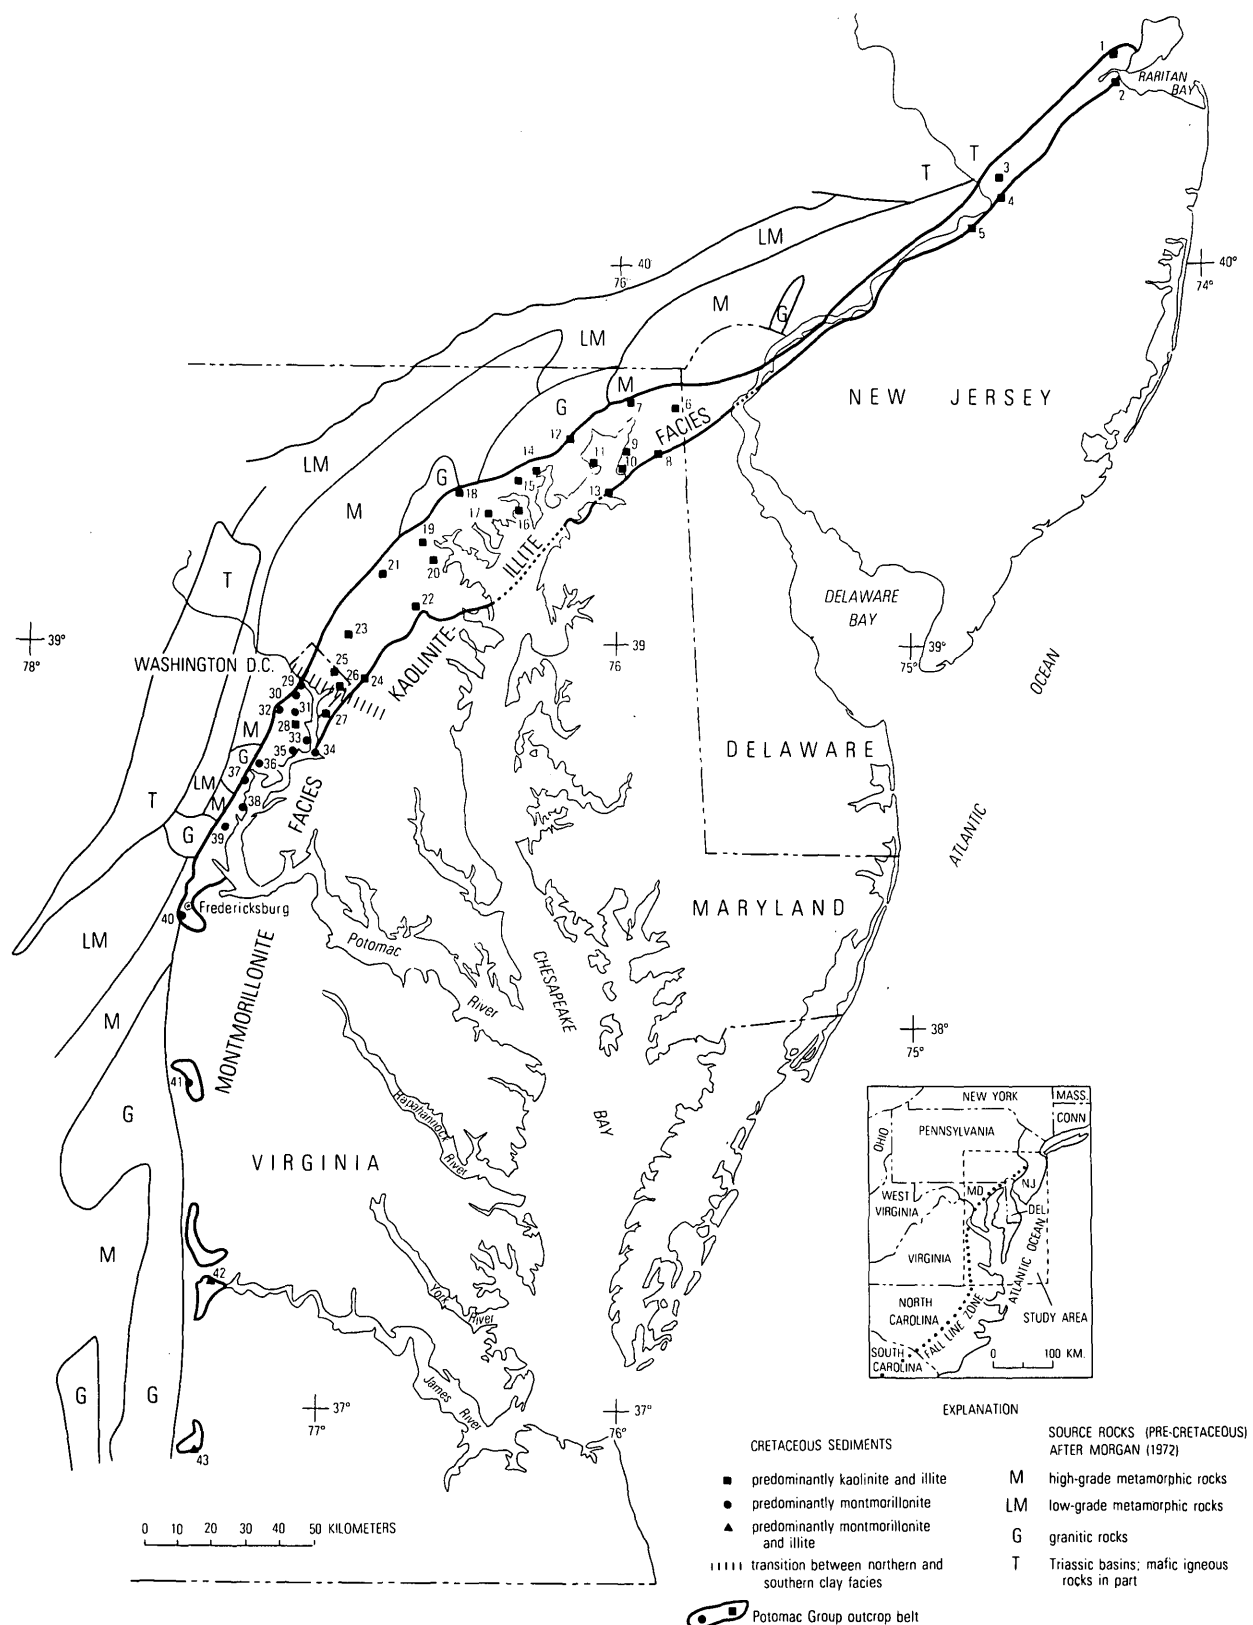 1
RARITAN
BAY
2
T
T
3
4
5
LM
40
76°
40°
74°
M
G
LM
NEW JERSEY
M
7
6
G
12
FACIES
9
10
8
11
14
15
13
LM
G
18
16
17
M
19
20
ILLITE
21
22
T
23
DELAWARE
BAY
39°
78°
39
76
39°
75°
WASHINGTON D.C.
25
26
24
KAOLINITE-
OCEAN
29
30
31
32
28
27
M
33
34
35
G
36
37
DELAWARE
LM
M
38
FACIES
T
G
39
ATLANTIC
Fredericksburg
40
MARYLAND
LM
Potomac
River
CHESAPEAKE
BAY
MONTMORILLONITE
M
38°
75°
41
G
Rapahannock
River
VIRGINIA
M
42
York
River
James
River
G
G
37°
77°
37°
76°
43
NEW YORK
MASS.
CONN
PENNSYLVANIA
OHIO
WEST
VIRGINIA
MD
NJ
DEL
VIRGINIA
ATLANTIC OCEAN
NORTH
CAROLINA
FALL LINE ZONE
STUDY AREA
SOUTH
CAROLINA
0 100 KM.
EXPLANATION
CRETACEOUS SEDIMENTS
predominantly kaolinite and illite
predominantly montmorillonite
predominantly montmorillonite
and illite
transition between northern and
southern clay facies
Potomac Group outcrop belt
SOURCE ROCKS (PRE-CRETACEOUS)
AFTER MORGAN (1972)
M high-grade metamorphic rocks
LM low-grade metamorphic rocks
G granitic rocks
T Triassic basins; mafic igneous
rocks in part
0 10 20 30 50 KILOMETERS